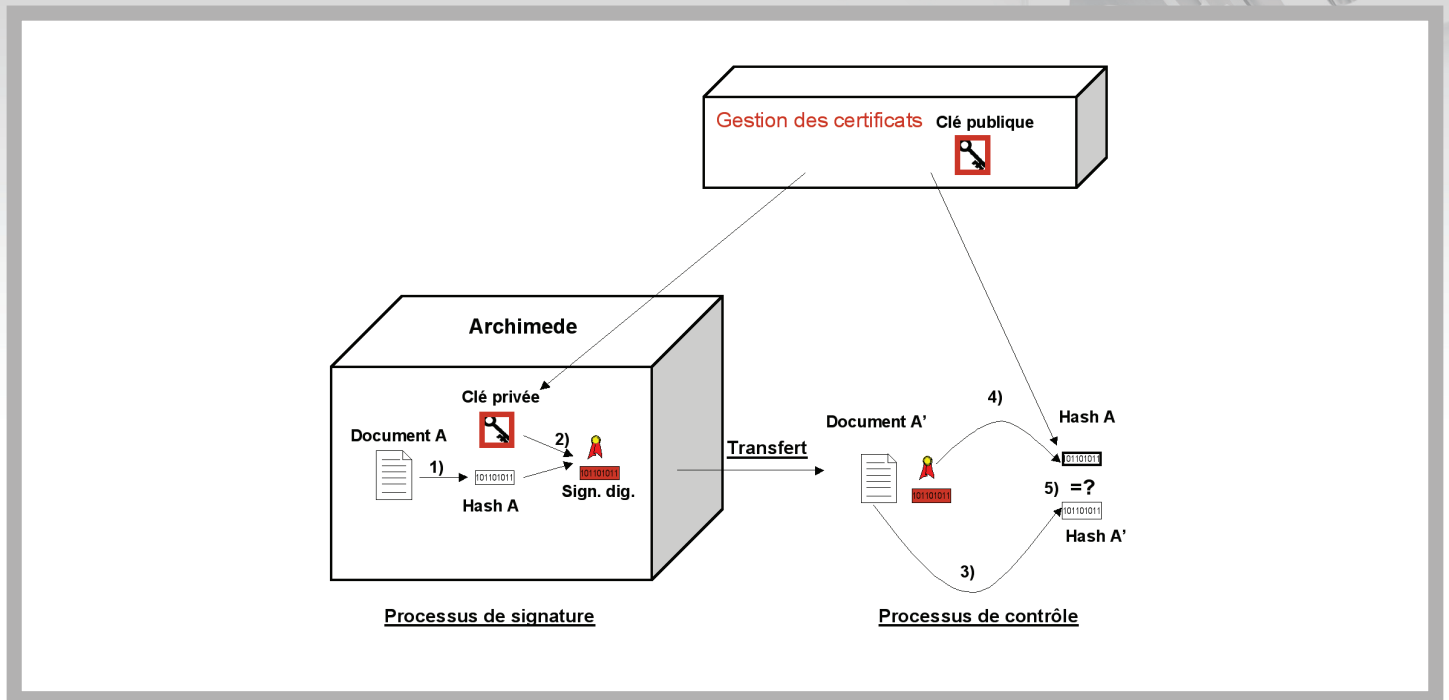 Gestion des certificats
Clé publique
Archimede
Clé privée
Document A
1)
2)
101101011
101101011
Hash A
Sign. dig.
Transfert
Document A'
4)
Hash A
101101011
101101011
5) =?
101101011
Hash A'
3)
Processus de signature
Processus de contrôle